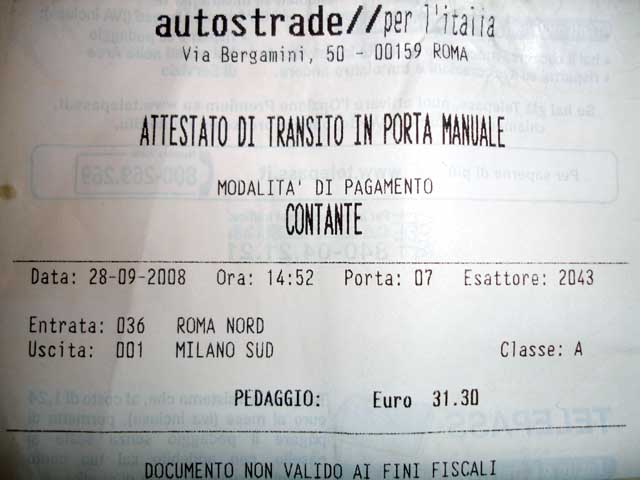 autostrade//per l'italia
Via Bergamini, 50 - 00159 ROMA
ATTESTATO DI TRANSITO IN PORTA MANUALE
MODALITA' DI PAGAMENTO
CONTANTE
Data: 28-09-2008 Ora: 14:52 Porta: 07 Esattore: 2043
Entrata: 036 ROMA NORD
Uscita: 001 MILANO SUD Classe: A
PEDAGGIO: Euro 31.30
DOCUMENTO NON VALIDO AI FINI FISCALI